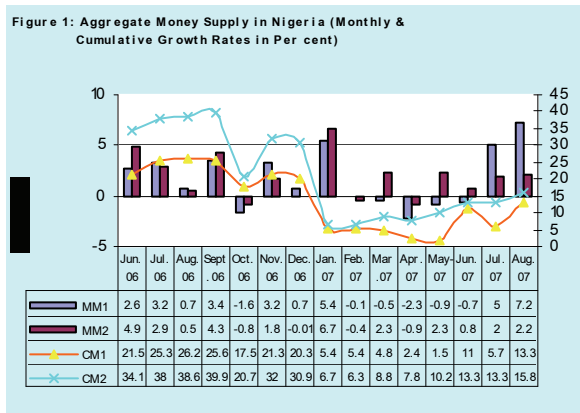 Figure 1: Aggregate Money Supply in Nigeria (Monthly &
Cumulative Growth Rates in Per cent)
10
5
0
-5
45
40
35
30
25
20
15
10
5
0
Jun. Jul. Aug. Sept Oct. Nov. Dec. Jan. Feb. Mar Apr. May- Jun. Jul. Aug.
06 06 06 . 06 06 06 06 07 07 .07 07 07 07 07 07
MM1 2.6 3.2 0.7 3.4 -1.6 3.2 0.7 5.4 -0.1 -0.5 -2.3 -0.9 -0.7 5 7.2
MM2 4.9 2.9 0.5 4.3 -0.8 1.8 -0.01 6.7 -0.4 2.3 -0.9 2.3 0.8 2 2.2
CM1 21.5 25.3 26.2 25.6 17.5 21.3 20.3 5.4 5.4 4.8 2.4 1.5 11 5.7 13.3
CM2 34.1 38 38.6 39.9 20.7 32 30.9 6.7 6.3 8.8 7.8 10.2 13.3 13.3 15.8